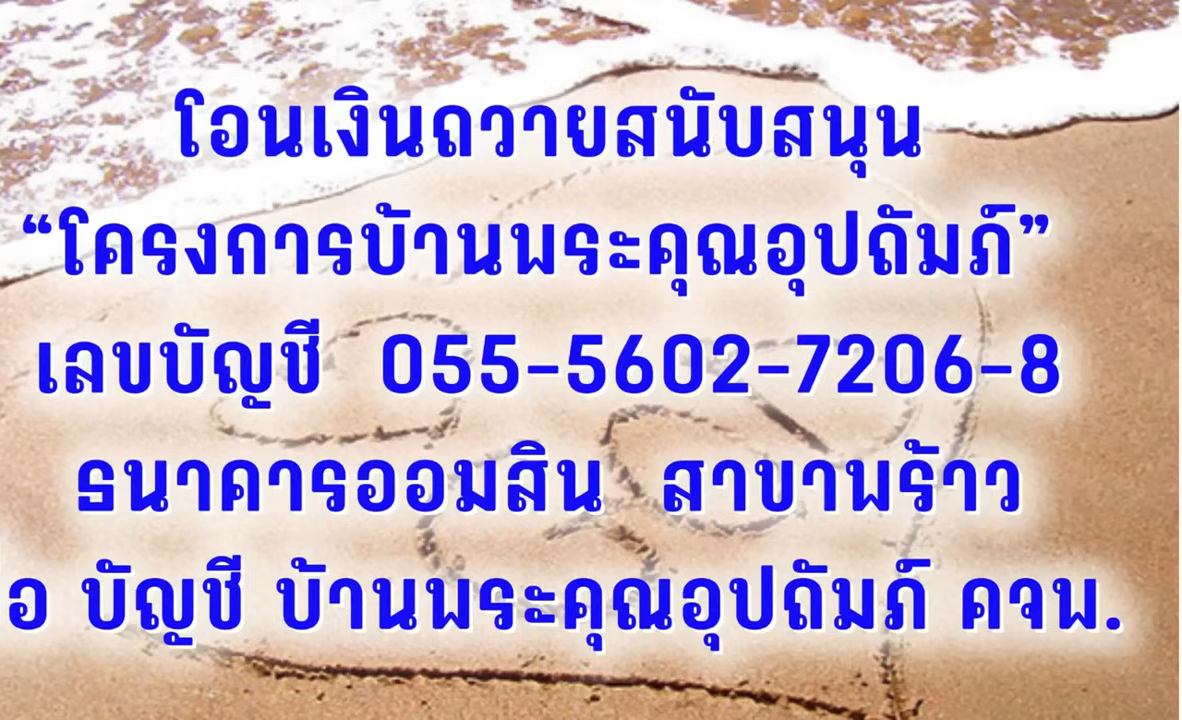 โอนเงินถวายสนับสนุน
“โครงการบ้านพระคุณอุปถัมภ์”
เลขบัญชี 055-5602-7206-8
ธนาคารออมสิน สาขาพร้าว
อ บัญชี บ้านพระคุณอุปถัมภ์ คจพ.